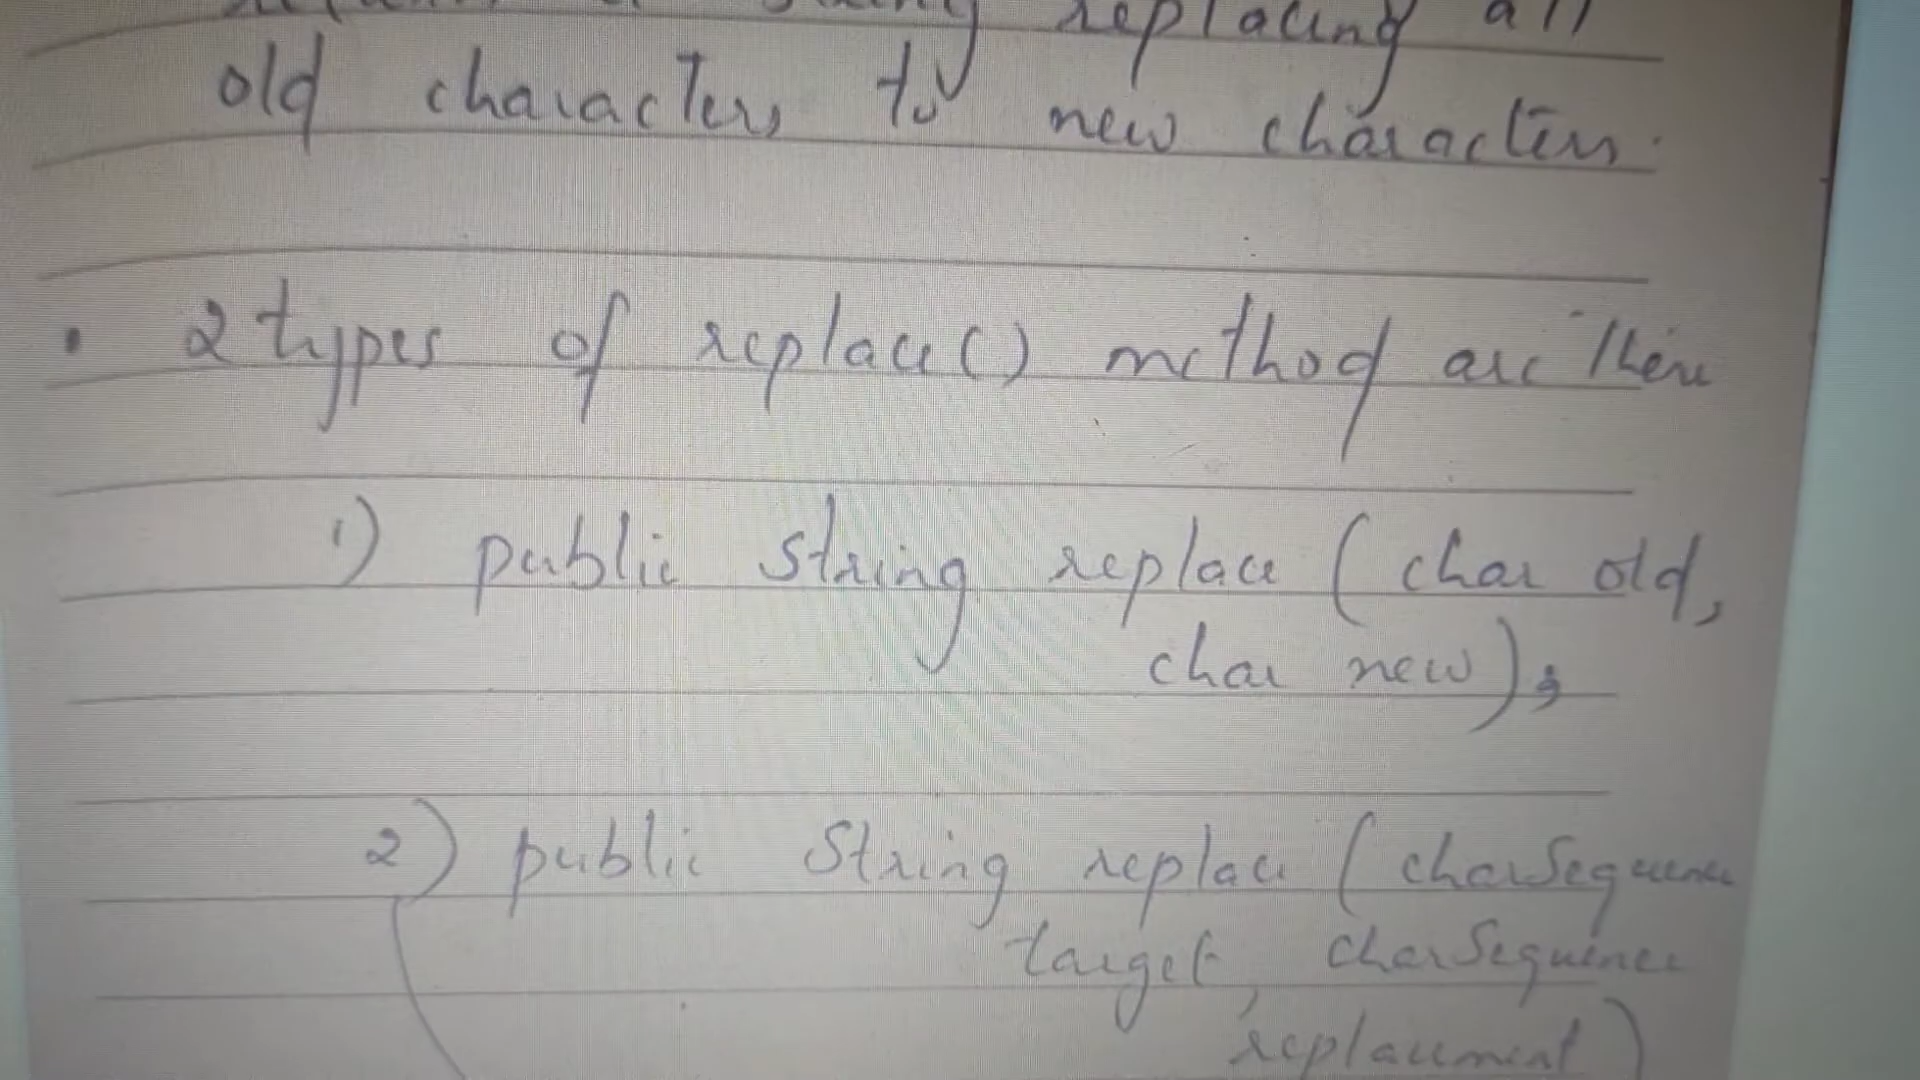 replacing all
old characters to new characters.
• 2 types of replace() method are there
1) public string replace (char old,
char new);
2) public String replace (charSequence
target, charSequence
replacement)